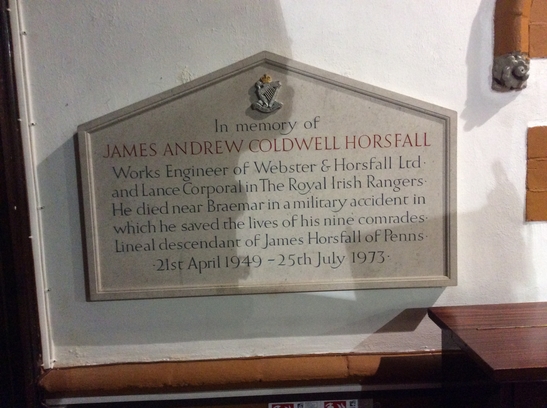 In memory of
JAMES ANDREW COLDWELL HORSFALL
Works Engineer of Webster & Horsfall Ltd·
and Lance Corporal in The Royal Irish Rangers·
He died near Braemar in a military accident in
which he saved the lives of his nine comrades·
Lineal descendant of James Horsfall of Penns·
·21st April 1949 – 25th July 1973·